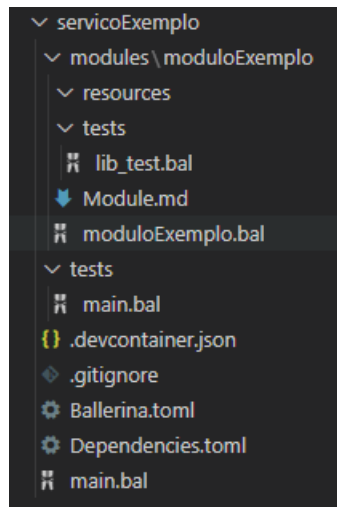 servicoExemplo
modules\moduloExemplo
resources
tests
lib_test.bal
Module.md
moduloExemplo.bal
tests
main.bal
{} .devcontainer.json
.gitignore
Ballerina.toml
Dependencies.toml
main.bal